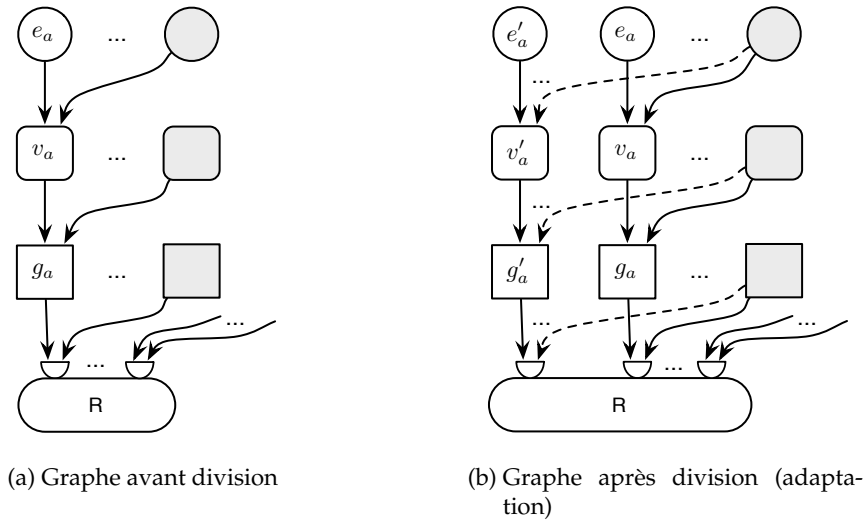 e_a ... e'_a e_a ...
...
v_a ... v'_a v_a ...
...
g_a ... g'_a g_a ...
... ... ...
... ...
R R
(a) Graphe avant division
(b) Graphe après division (adapta-
tion)